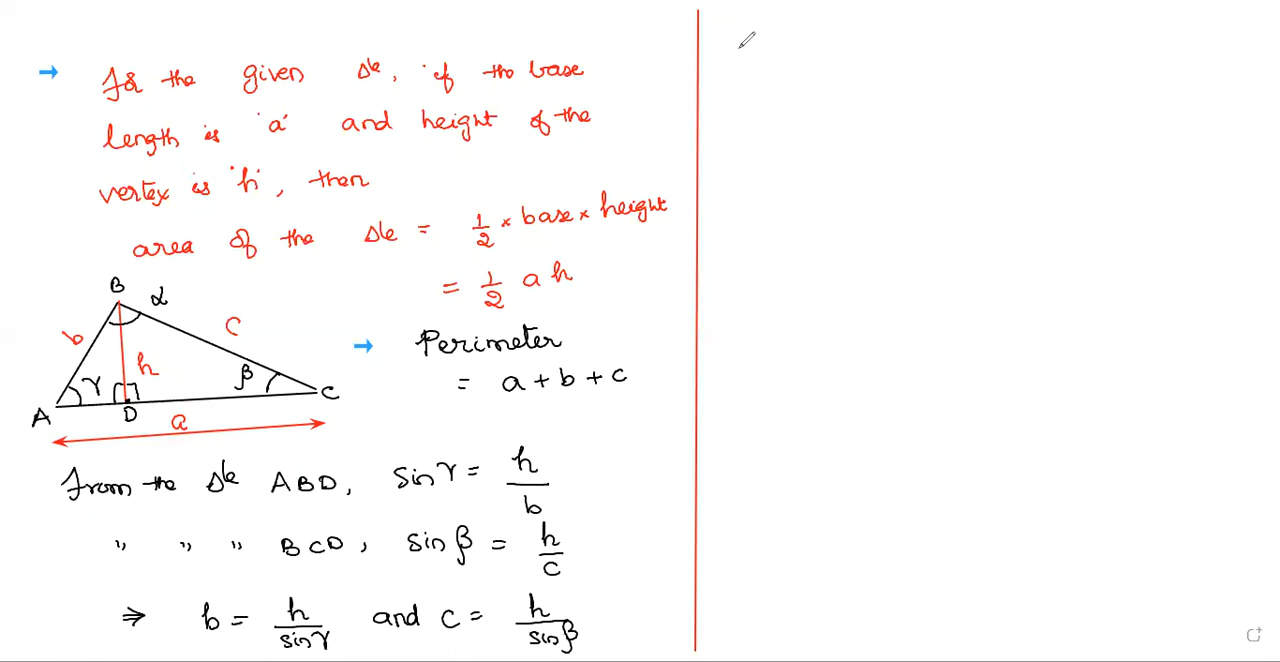 → For the given Δle, if the base
length is 'a' and height of the
vertex is 'h', then
area of the Δle = 1/2 × base × height
= 1/2 a h
B
α
b
c
h
γ
β
A
D
C
a
→ Perimeter
= a + b + c
From the Δle ABD, sin γ = h/b
" " " BCD, sin β = h/c
⇒ b = h/sin γ and c = h/sin β